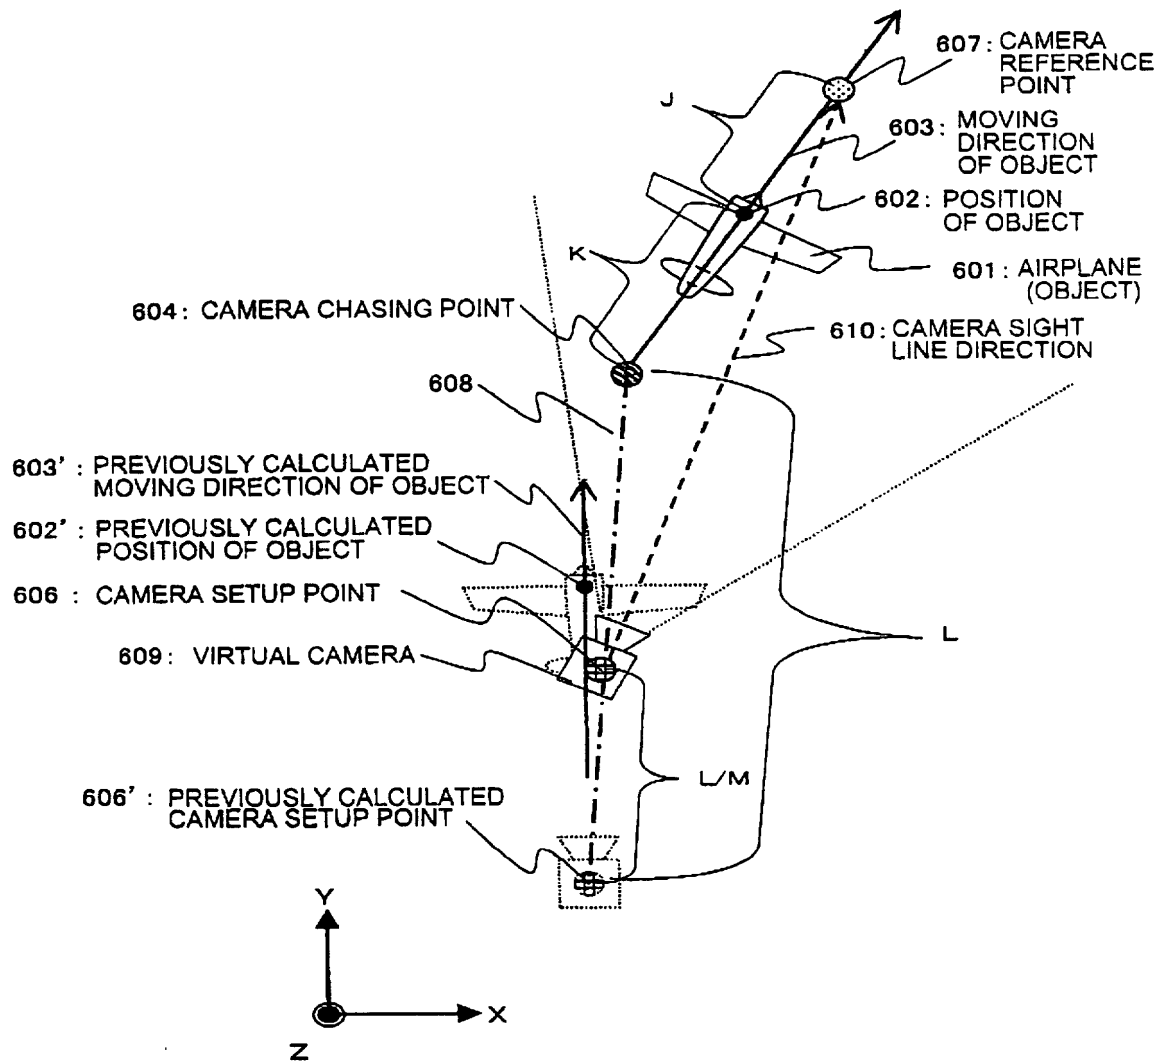 607: CAMERA
REFERENCE
POINT
J
603: MOVING
DIRECTION
OF OBJECT
602: POSITION
OF OBJECT
K
601: AIRPLANE
(OBJECT)
604: CAMERA CHASING POINT
610: CAMERA SIGHT
LINE DIRECTION
608
603' : PREVIOUSLY CALCULATED
MOVING DIRECTION OF OBJECT
602' : PREVIOUSLY CALCULATED
POSITION OF OBJECT
606 : CAMERA SETUP POINT
L
609: VIRTUAL CAMERA
L/M
606' : PREVIOUSLY CALCULATED
CAMERA SETUP POINT
Y
X
Z